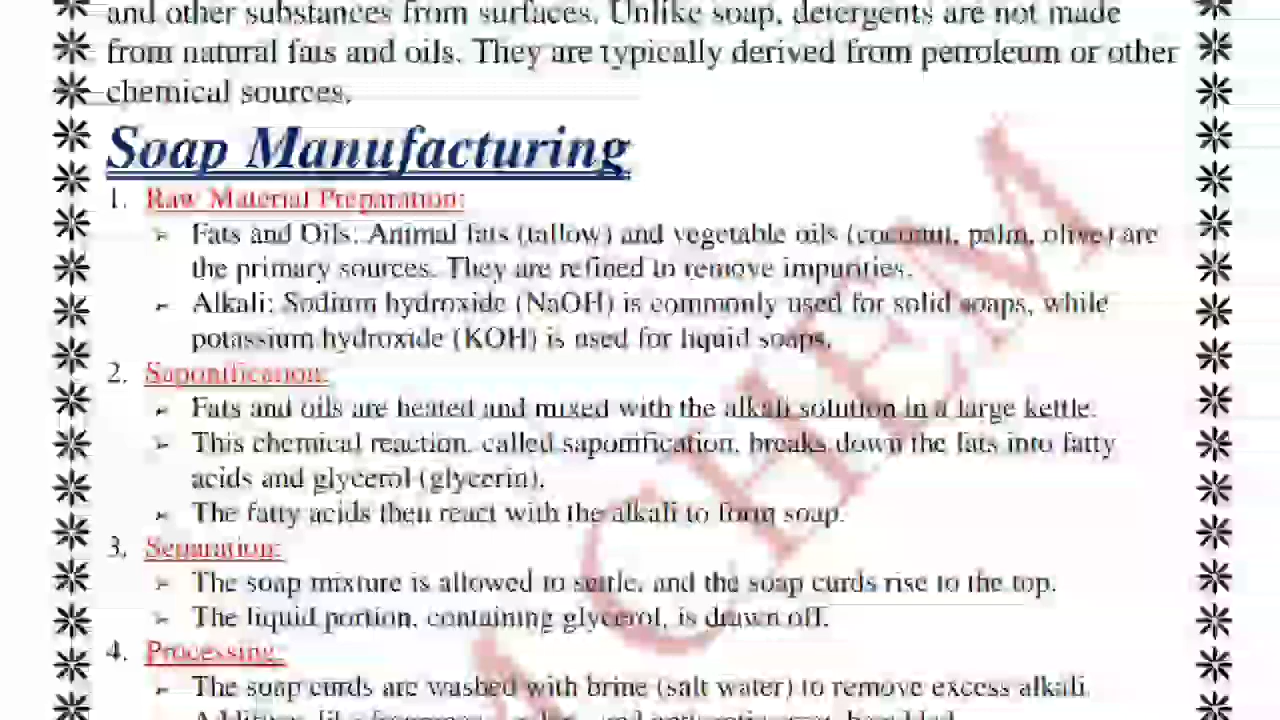 and other substances from surfaces. Unlike soap, detergents are not made
from natural fats and oils. They are typically derived from petroleum or other
chemical sources.
Soap Manufacturing
1. Raw Material Preparation:
➢ Fats and Oils: Animal fats (tallow) and vegetable oils (coconut, palm, olive) are
the primary sources. They are refined to remove impurities.
➢ Alkali: Sodium hydroxide (NaOH) is commonly used for solid soaps, while
potassium hydroxide (KOH) is used for liquid soaps.
2. Saponification:
➢ Fats and oils are heated and mixed with the alkali solution in a large kettle.
➢ This chemical reaction, called saponification, breaks down the fats into fatty
acids and glycerol (glycerin).
➢ The fatty acids then react with the alkali to form soap.
3. Separation:
➢ The soap mixture is allowed to settle, and the soap curds rise to the top.
➢ The liquid portion, containing glycerol, is drawn off.
4. Processing:
➢ The soap curds are washed with brine (salt water) to remove excess alkali.
CHEM